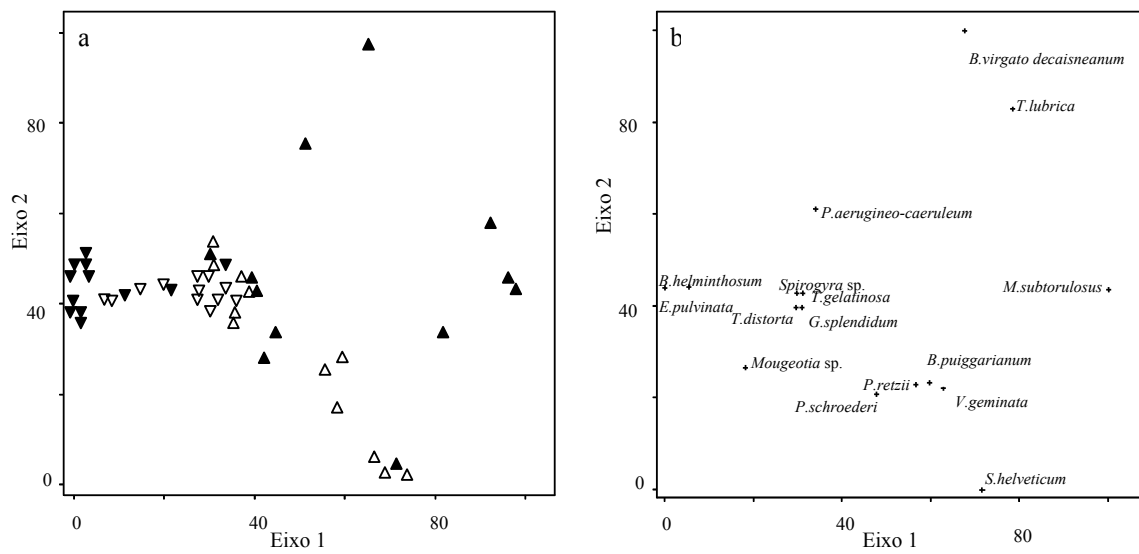 a
Eixo 2
80
40
0
0
40
80
Eixo 1
b
Eixo 2
80
40
0
B.virgato decaisneanum
T.lubrica
P.aerugineo-caeruleum
B.helminthosum
Spirogyra sp.
M.subtorulosus
E.pulvinata
T.gelatinosa
T.distorta
G.splendidum
Mougeotia sp.
B.puiggarianum
P.retzii
P.schroederi
V.geminata
S.helveticum
0
40
80
Eixo 1